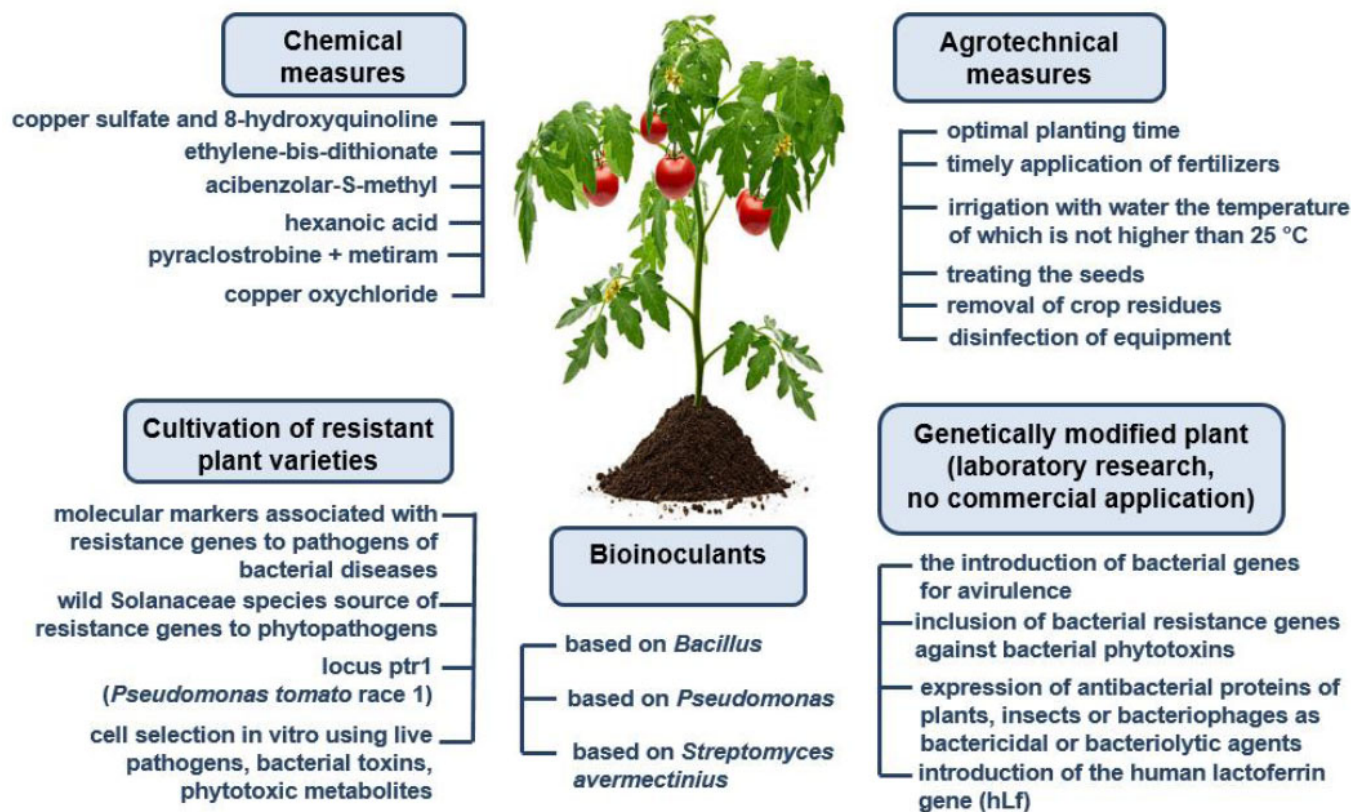 Chemical
measures
copper sulfate and 8-hydroxyquinoline
ethylene-bis-dithionate
acibenzolar-S-methyl
hexanoic acid
pyraclostrobine + metiram
copper oxychloride
Agrotechnical
measures
optimal planting time
timely application of fertilizers
irrigation with water the temperature
of which is not higher than 25 °C
treating the seeds
removal of crop residues
disinfection of equipment
Cultivation of resistant
plant varieties
molecular markers associated with
resistance genes to pathogens of
bacterial diseases
wild Solanaceae species source of
resistance genes to phytopathogens
locus ptr1
(Pseudomonas tomato race 1)
cell selection in vitro using live
pathogens, bacterial toxins,
phytotoxic metabolites
Bioinoculants
based on Bacillus
based on Pseudomonas
based on Streptomyces
avermectinius
Genetically modified plant
(laboratory research,
no commercial application)
the introduction of bacterial genes
for avirulence
inclusion of bacterial resistance genes
against bacterial phytotoxins
expression of antibacterial proteins of
plants, insects or bacteriophages as
bactericidal or bacteriolytic agents
introduction of the human lactoferrin
gene (hLf)